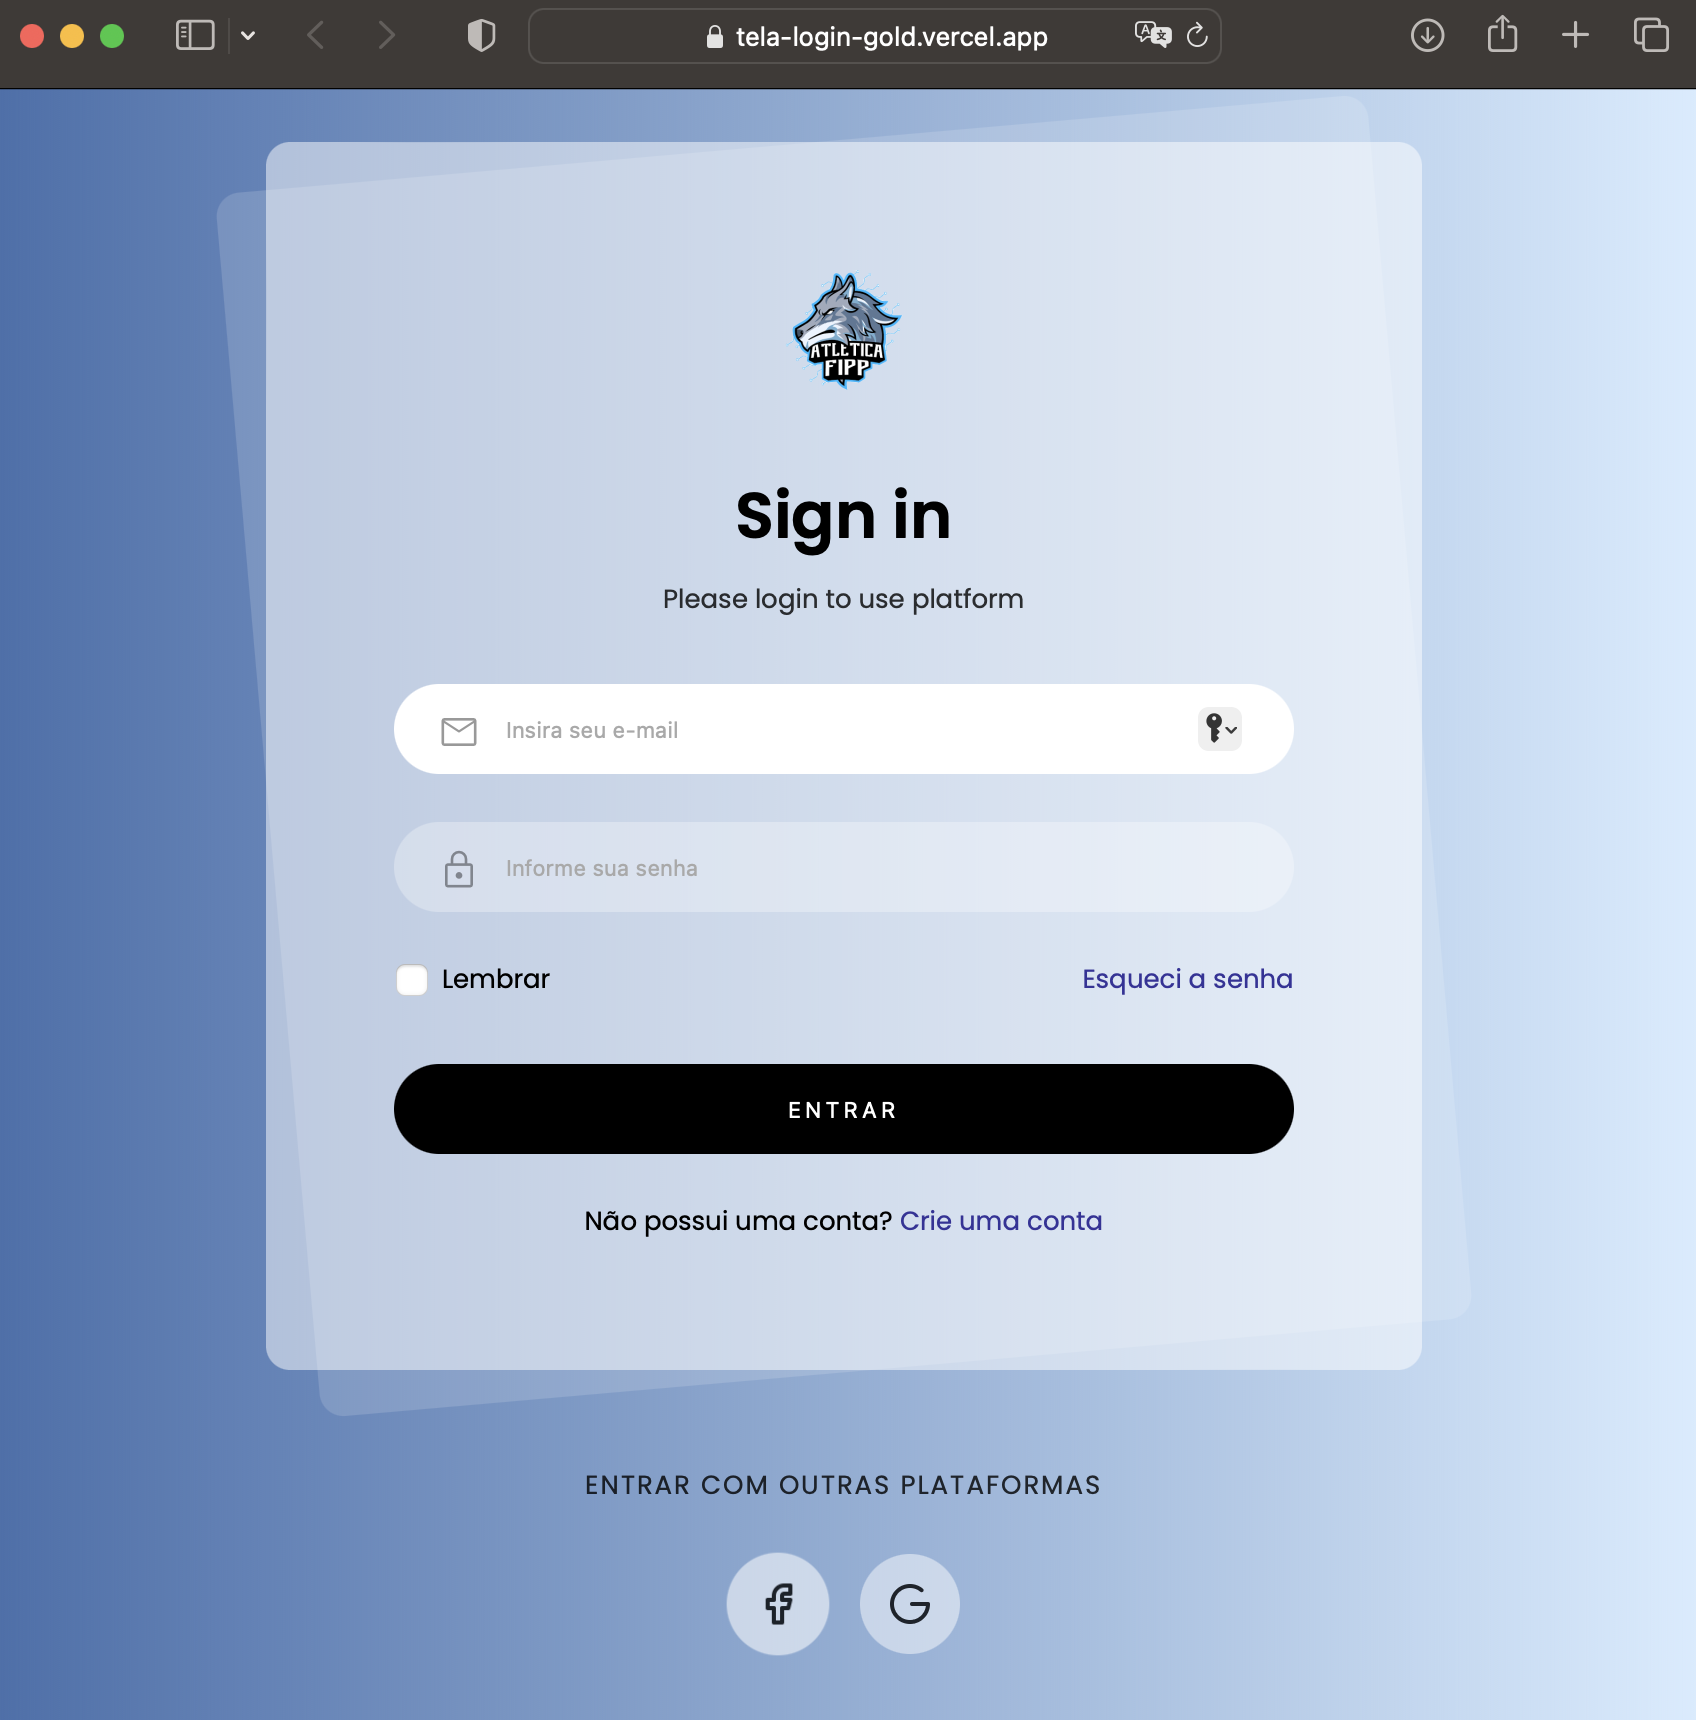 tela-login-gold.vercel.app
ATLETICA
FIPP
Sign in
Please login to use platform
Insira seu e-mail
Informe sua senha
Lembrar
Esqueci a senha
ENTRAR
Não possui uma conta? Crie uma conta
ENTRAR COM OUTRAS PLATAFORMAS